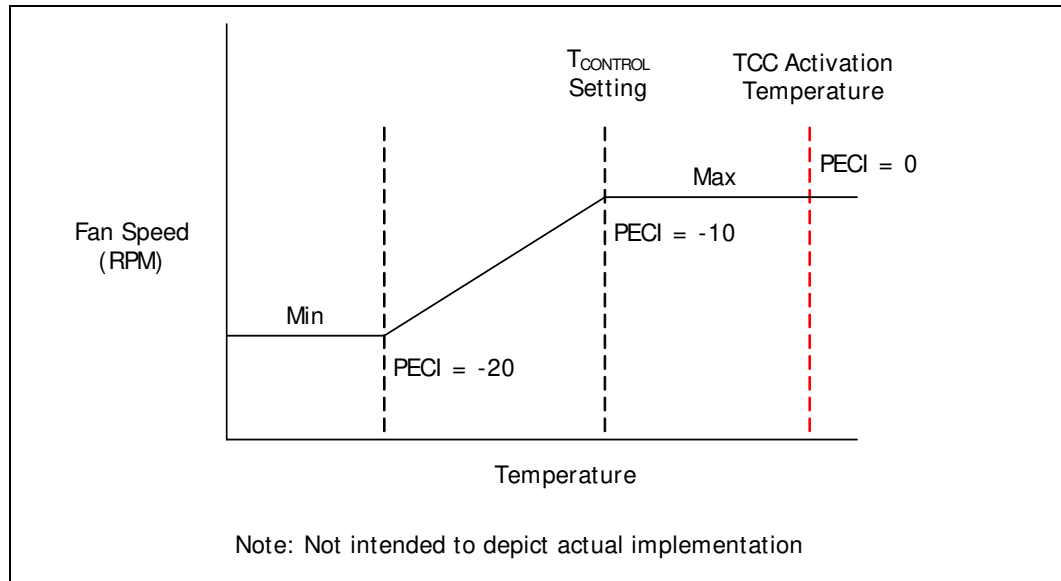 T_CONTROL
Setting
TCC Activation
Temperature
PECI = 0
Max
Fan Speed
(RPM)
PECI = -10
Min
PECI = -20
Temperature
Note: Not intended to depict actual implementation